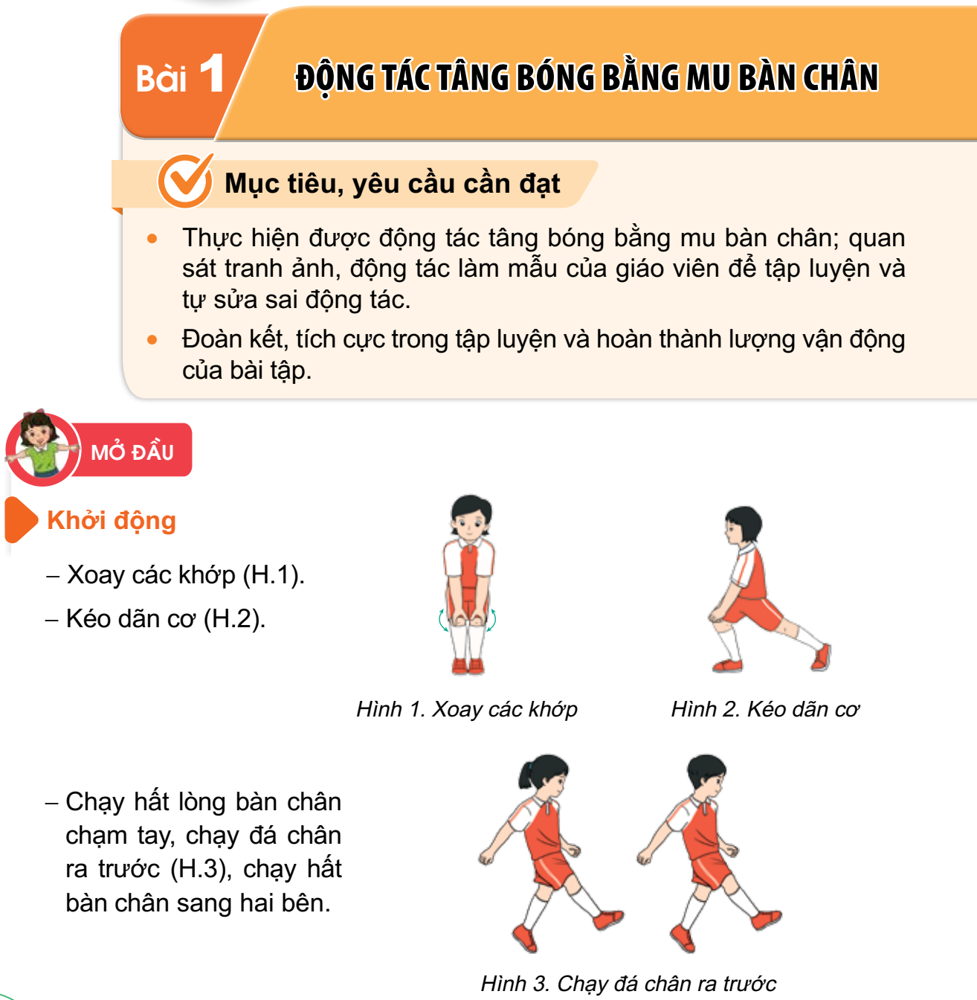 Bài 1
ĐỘNG TÁC TÂNG BÓNG BẰNG MU BÀN CHÂN
Mục tiêu, yêu cầu cần đạt
• Thực hiện được động tác tâng bóng bằng mu bàn chân; quan
sát tranh ảnh, động tác làm mẫu của giáo viên để tập luyện và
tự sửa sai động tác.
• Đoàn kết, tích cực trong tập luyện và hoàn thành lượng vận động
của bài tập.
MỞ ĐẦU
Khởi động
– Xoay các khớp (H.1).
– Kéo dãn cơ (H.2).
Hình 1. Xoay các khớp
Hình 2. Kéo dãn cơ
– Chạy hất lòng bàn chân
chạm tay, chạy đá chân
ra trước (H.3), chạy hất
bàn chân sang hai bên.
Hình 3. Chạy đá chân ra trước